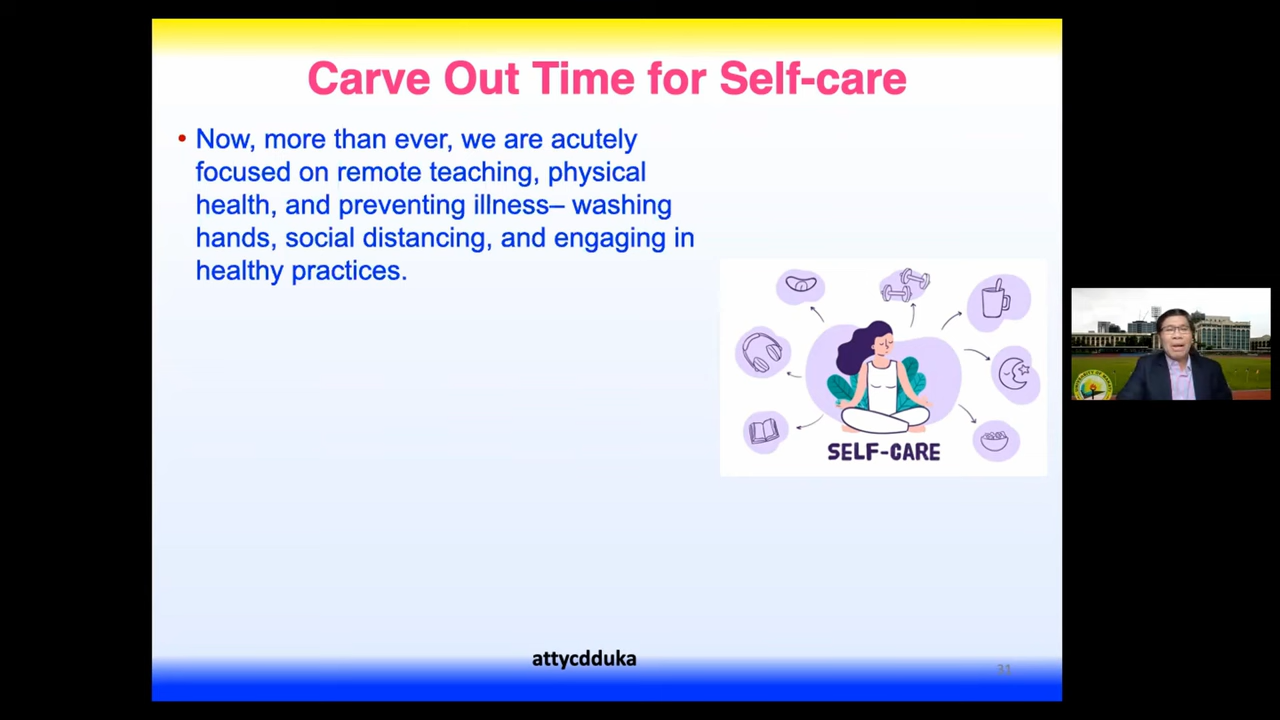 Carve Out Time for Self-care
• Now, more than ever, we are acutely
focused on remote teaching, physical
health, and preventing illness– washing
hands, social distancing, and engaging in
healthy practices.
SELF-CARE
attycdduka
31